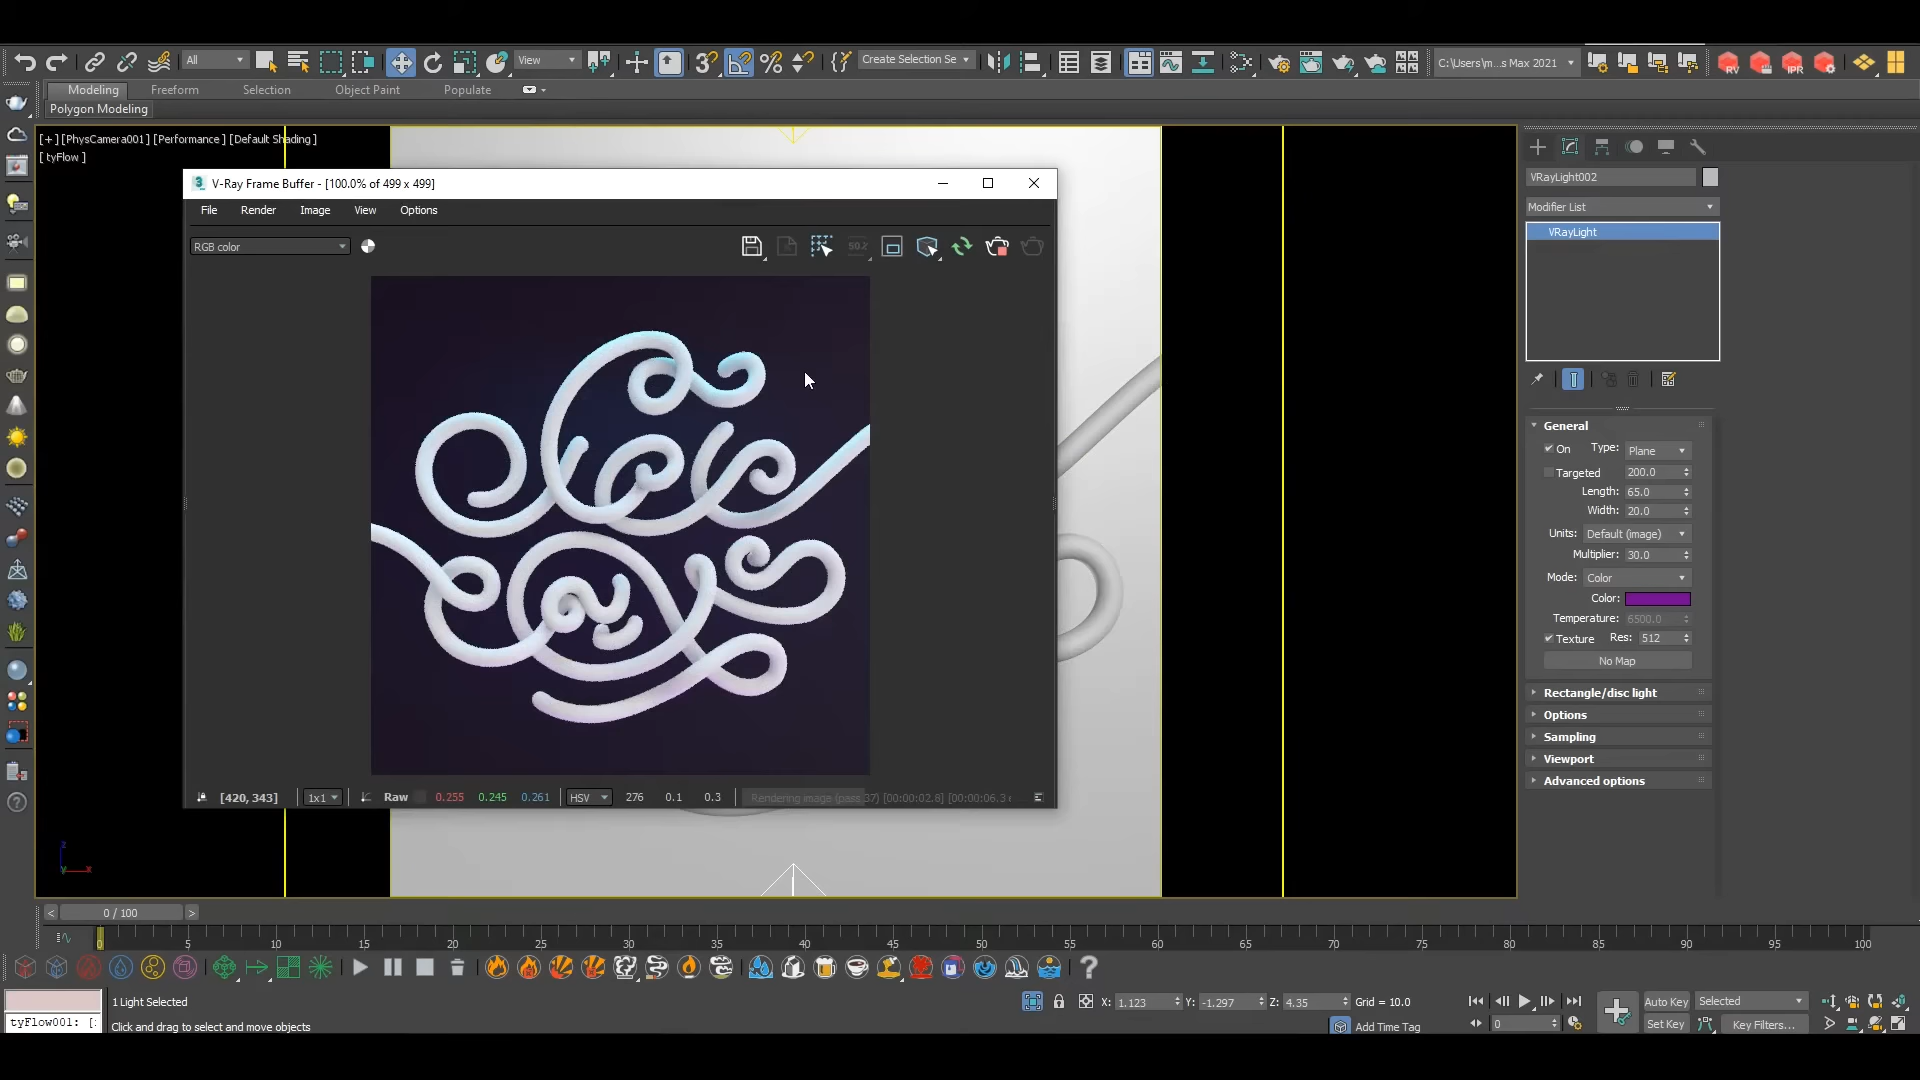 All
View
Create Selection Se
C:\Users\m...s Max 2021
RV
IPR
Modeling
Freeform
Selection
Object Paint
Populate
Polygon Modeling
[+] [PhysCamera001] [Performance] [Default Shading]
[ tyFlow ]
V-Ray Frame Buffer - [100.0% of 499 x 499]
File
Render
Image
View
Options
RGB color
[420, 343]
1x1
Raw
0.255
0.245
0.261
HSV
276
0.1
0.3
VRayLight002
Modifier List
VRayLight
General
On
Type:
Plane
Targeted
200.0
Length:
65.0
Width:
20.0
Units:
Default (image)
Multiplier:
30.0
Mode:
Color
Color:
Temperature:
6500.0
Texture
Res:
512
No Map
Rectangle/disc light
Options
Sampling
Viewport
Advanced options
< 0 / 100 >
0 5 10 15 20 25 30 35 40 45 50 55 60 65 70 75 80 85 90 95 100
1 Light Selected
X: 1.123
Y: -1.297
Z: 4.35
Grid = 10.0
Auto Key
Selected
tyFlow001: [
Click and drag to select and move objects
Add Time Tag
0
Set Key
Key Filters...